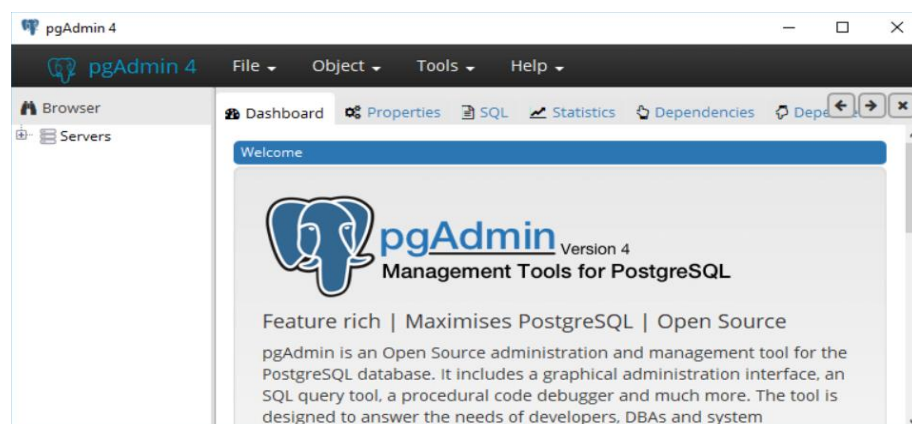 pgAdmin 4
pgAdmin 4 File Object Tools Help
Browser
Dashboard Properties SQL Statistics Dependencies
Servers
Welcome
pgAdmin Version 4
Management Tools for PostgreSQL
Feature rich | Maximises PostgreSQL | Open Source
pgAdmin is an Open Source administration and management tool for the
PostgreSQL database. It includes a graphical administration interface, an
SQL query tool, a procedural code debugger and much more. The tool is
designed to answer the needs of developers, DBAs and system